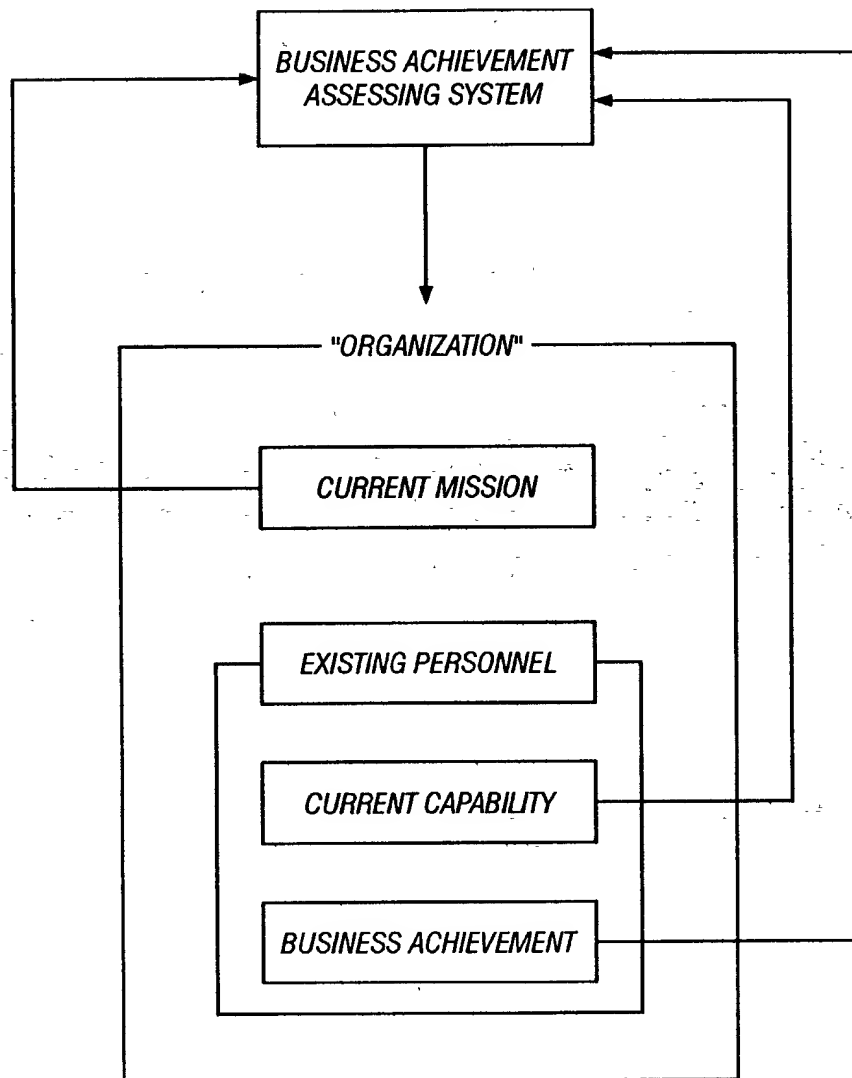 BUSINESS ACHIEVEMENT
ASSESSING SYSTEM
"ORGANIZATION"
CURRENT MISSION
EXISTING PERSONNEL
CURRENT CAPABILITY
BUSINESS ACHIEVEMENT